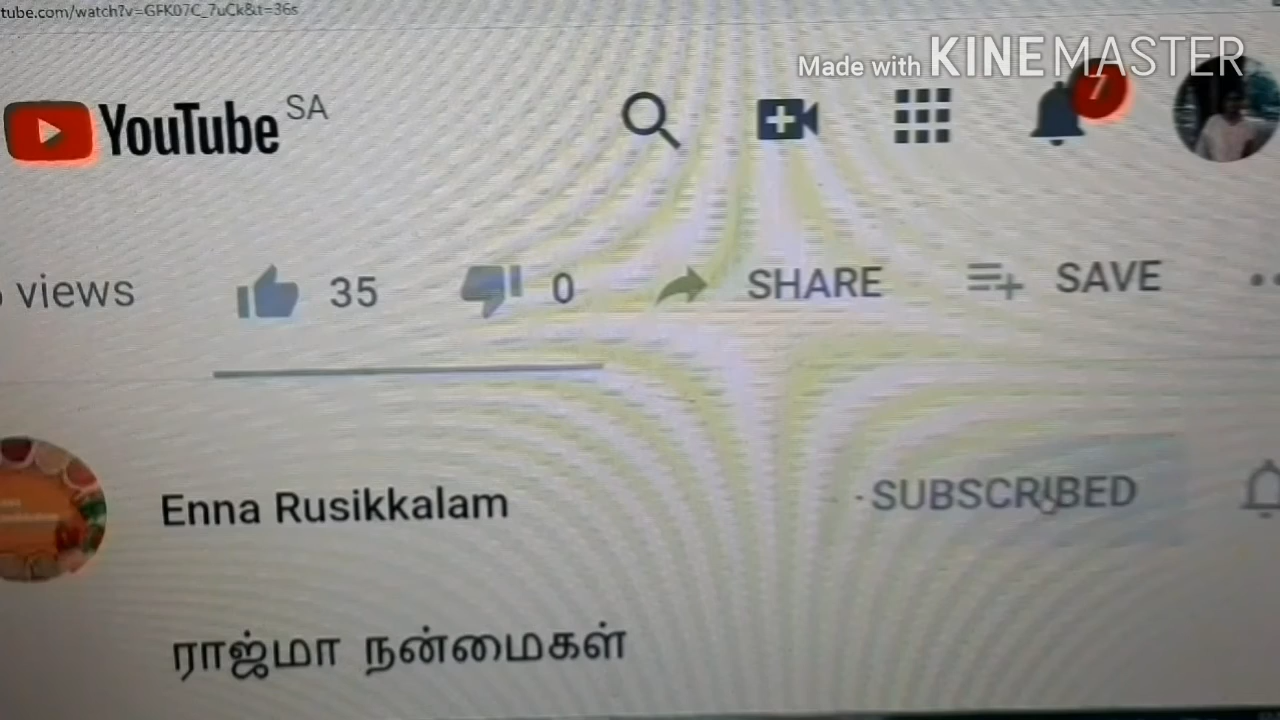 tube.com/watch?v=GFK07C_7uCk&t=36s
Made with KINEMASTER
YouTube SA
7
views 35 0 SHARE SAVE
Enna Rusikkalam SUBSCRIBED
ராஜ்மா நன்மைகள்